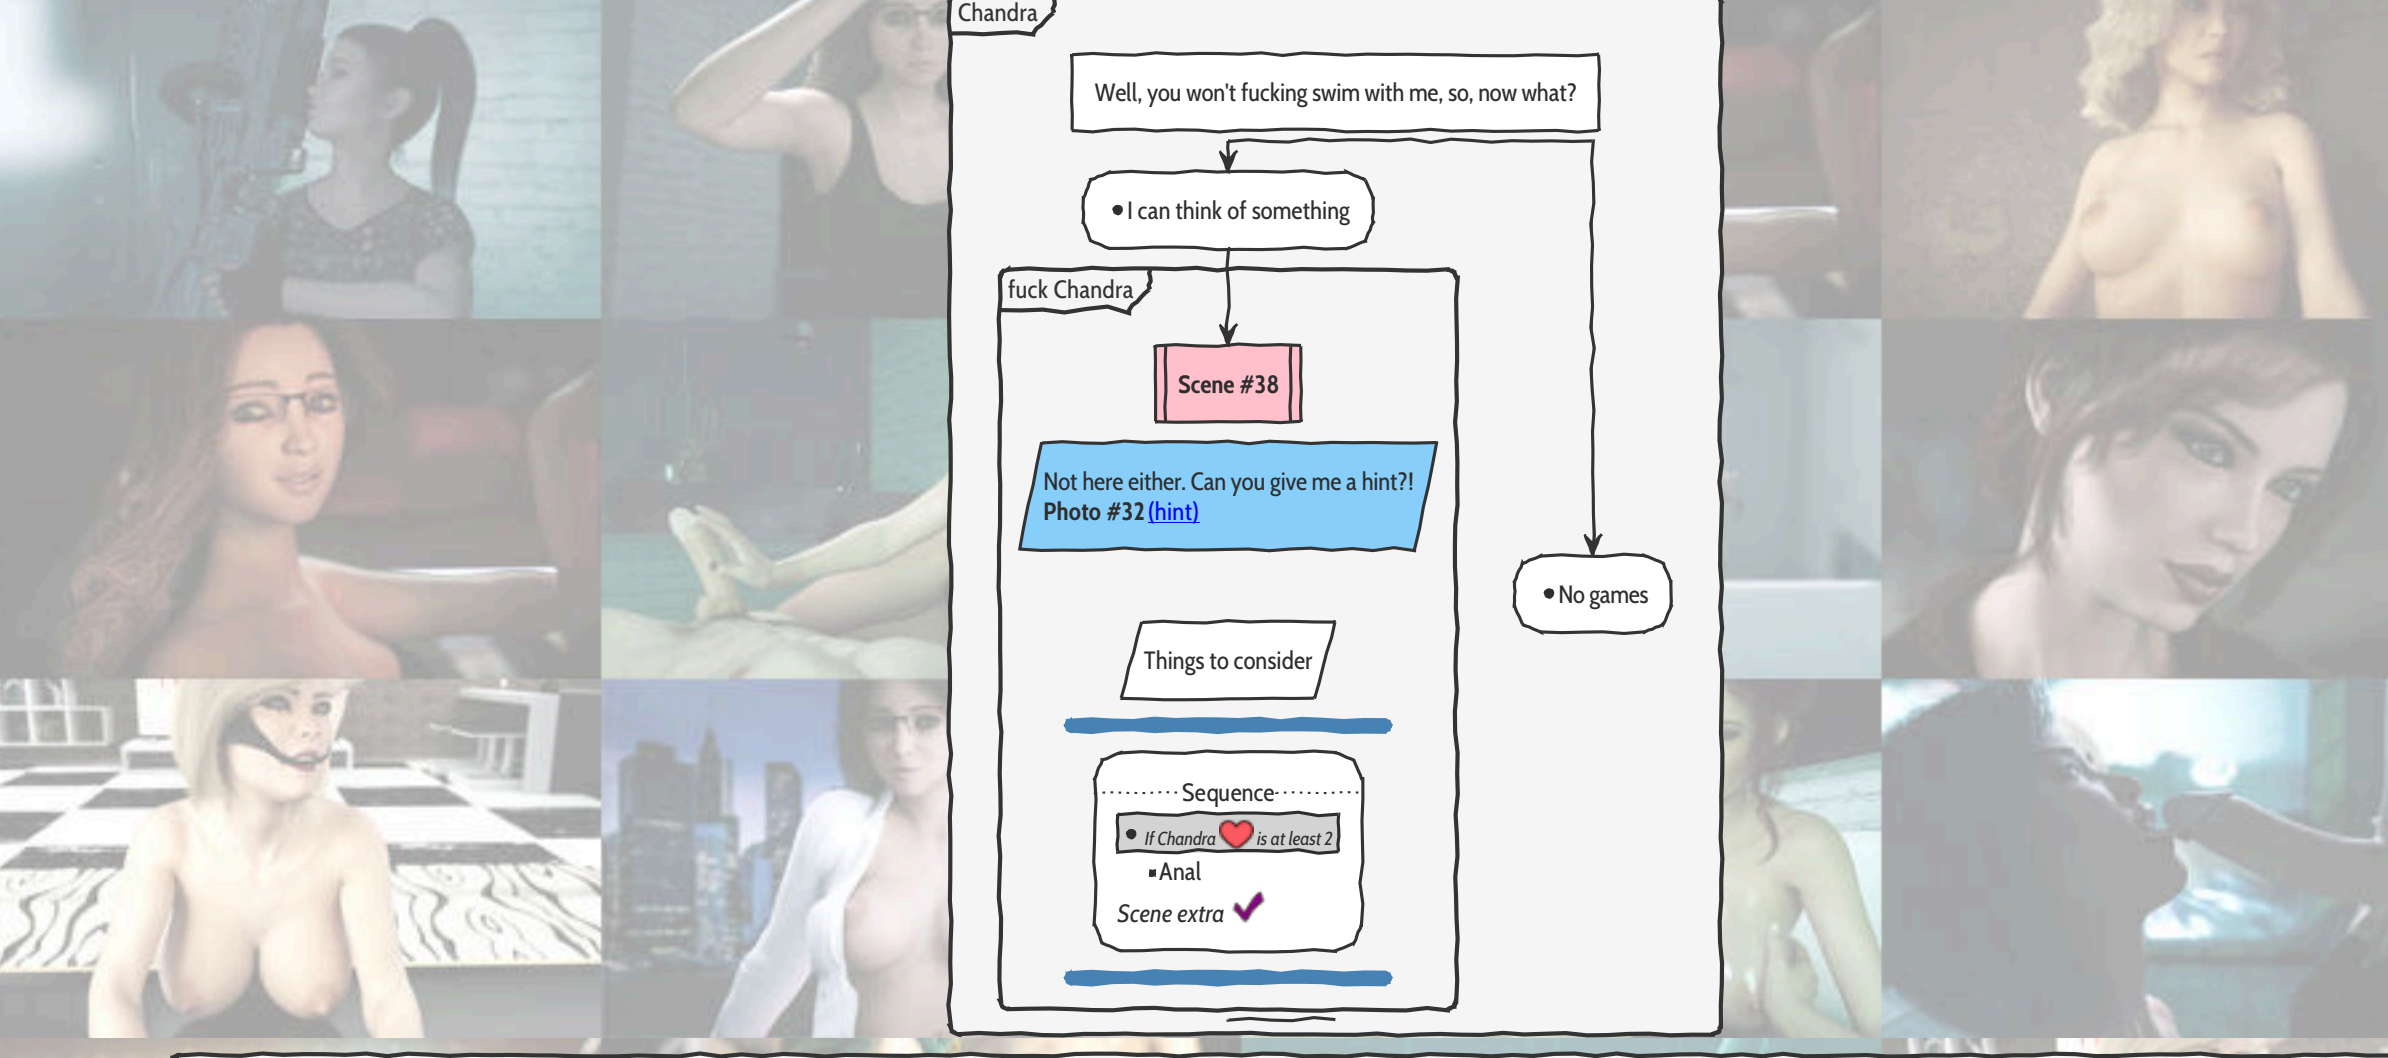 Chandra
Well, you won't fucking swim with me, so, now what?
• I can think of something
fuck Chandra
Scene #38
Not here either. Can you give me a hint?!
Photo #32 (hint)
• No games
Things to consider
Sequence
• If Chandra ❤ is at least 2
▪ Anal
Scene extra ✔